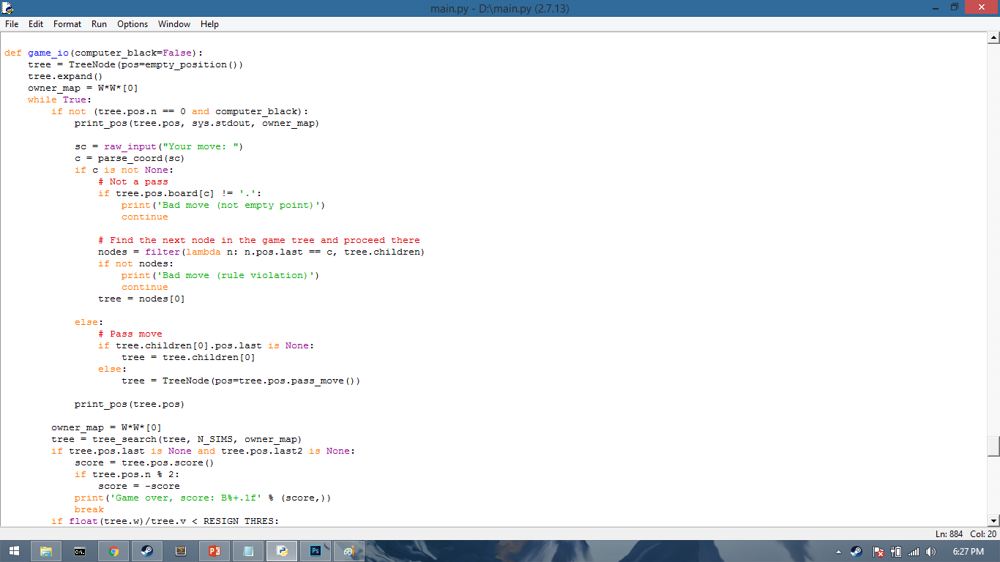 main.py - D:\main.py (2.7.13)
File Edit Format Run Options Window Help
def game_io(computer_black=False):
    tree = TreeNode(pos=empty_position())
    tree.expand()
    owner_map = W*W*[0]
    while True:
        if not (tree.pos.n == 0 and computer_black):
            print_pos(tree.pos, sys.stdout, owner_map)

            sc = raw_input("Your move: ")
            c = parse_coord(sc)
            if c is not None:
                # Not a pass
                if tree.pos.board[c] != '.':
                    print('Bad move (not empty point)')
                    continue

                # Find the next node in the game tree and proceed there
                nodes = filter(lambda n: n.pos.last == c, tree.children)
                if not nodes:
                    print('Bad move (rule violation)')
                    continue
                tree = nodes[0]

            else:
                # Pass move
                if tree.children[0].pos.last is None:
                    tree = tree.children[0]
                else:
                    tree = TreeNode(pos=tree.pos.pass_move())

            print_pos(tree.pos)

        owner_map = W*W*[0]
        tree = tree_search(tree, N_SIMS, owner_map)
        if tree.pos.last is None and tree.pos.last2 is None:
            score = tree.pos.score()
            if tree.pos.n % 2:
                score = -score
            print('Game over, score: B%+.1f' % (score,))
            break
        if float(tree.w)/tree.v < RESIGN_THRES:
Ln: 884 Col: 20
C:\_
S
P3
Ps
6:27 PM